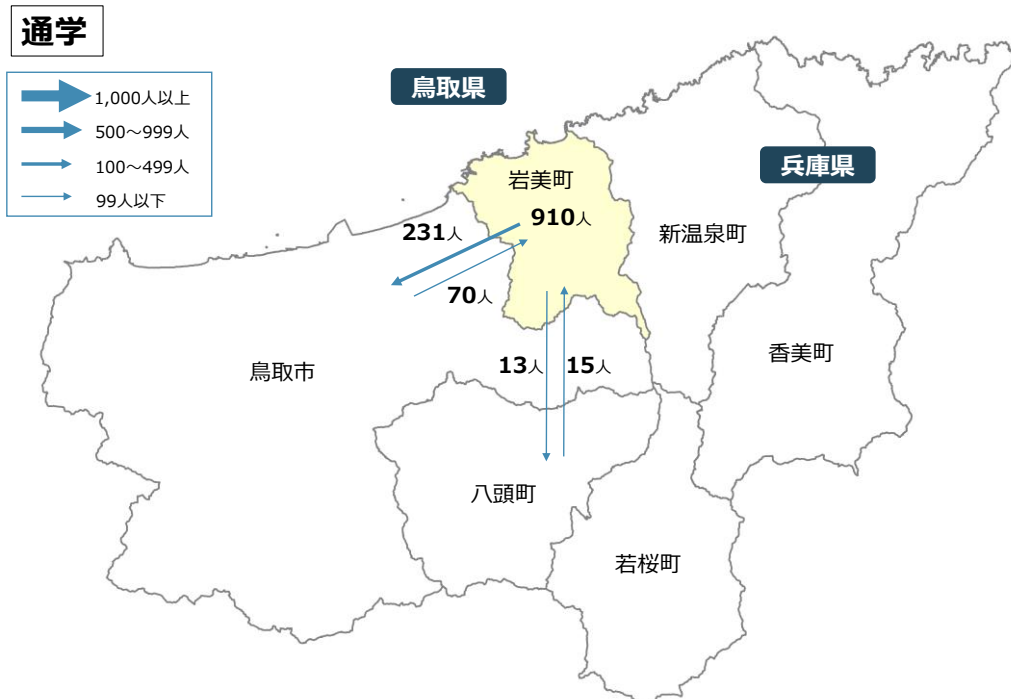 通学
1,000人以上
500～999人
100～499人
99人以下
鳥取県
兵庫県
岩美町
910人
231人
70人
新温泉町
13人
15人
香美町
鳥取市
八頭町
若桜町